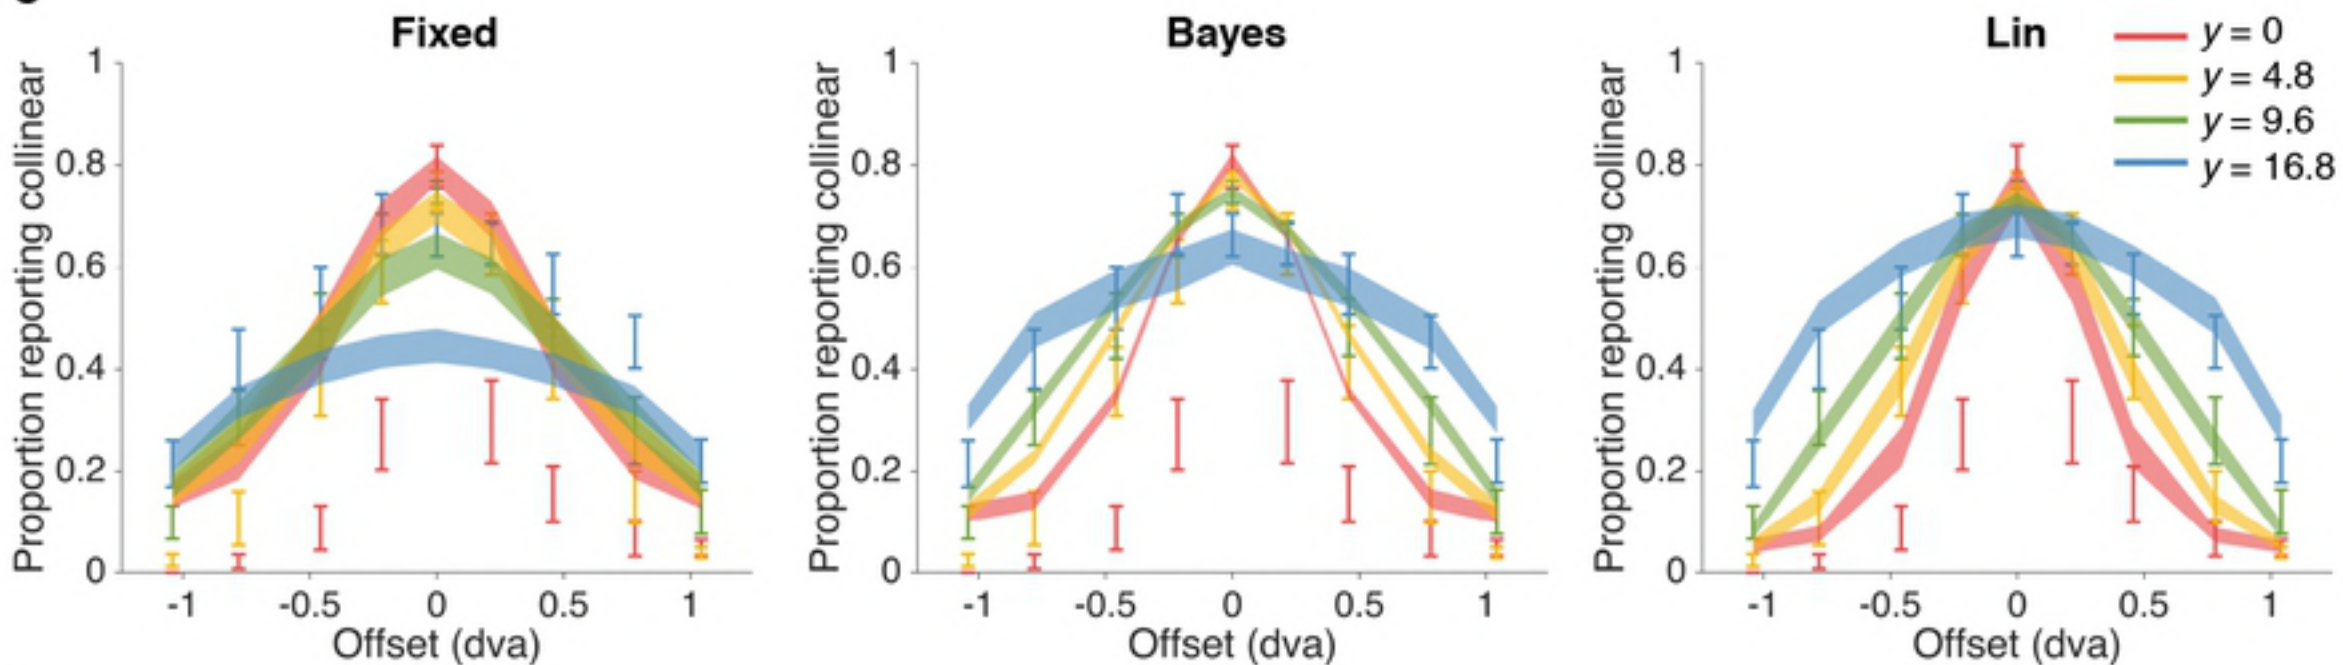 Fixed
Bayes
Lin
y = 0
y = 4.8
y = 9.6
y = 16.8
Proportion reporting collinear
1
0.8
0.6
0.4
0.2
0
-1
-0.5
0
0.5
1
Offset (dva)
Proportion reporting collinear
1
0.8
0.6
0.4
0.2
0
-1
-0.5
0
0.5
1
Offset (dva)
Proportion reporting collinear
1
0.8
0.6
0.4
0.2
0
-1
-0.5
0
0.5
1
Offset (dva)